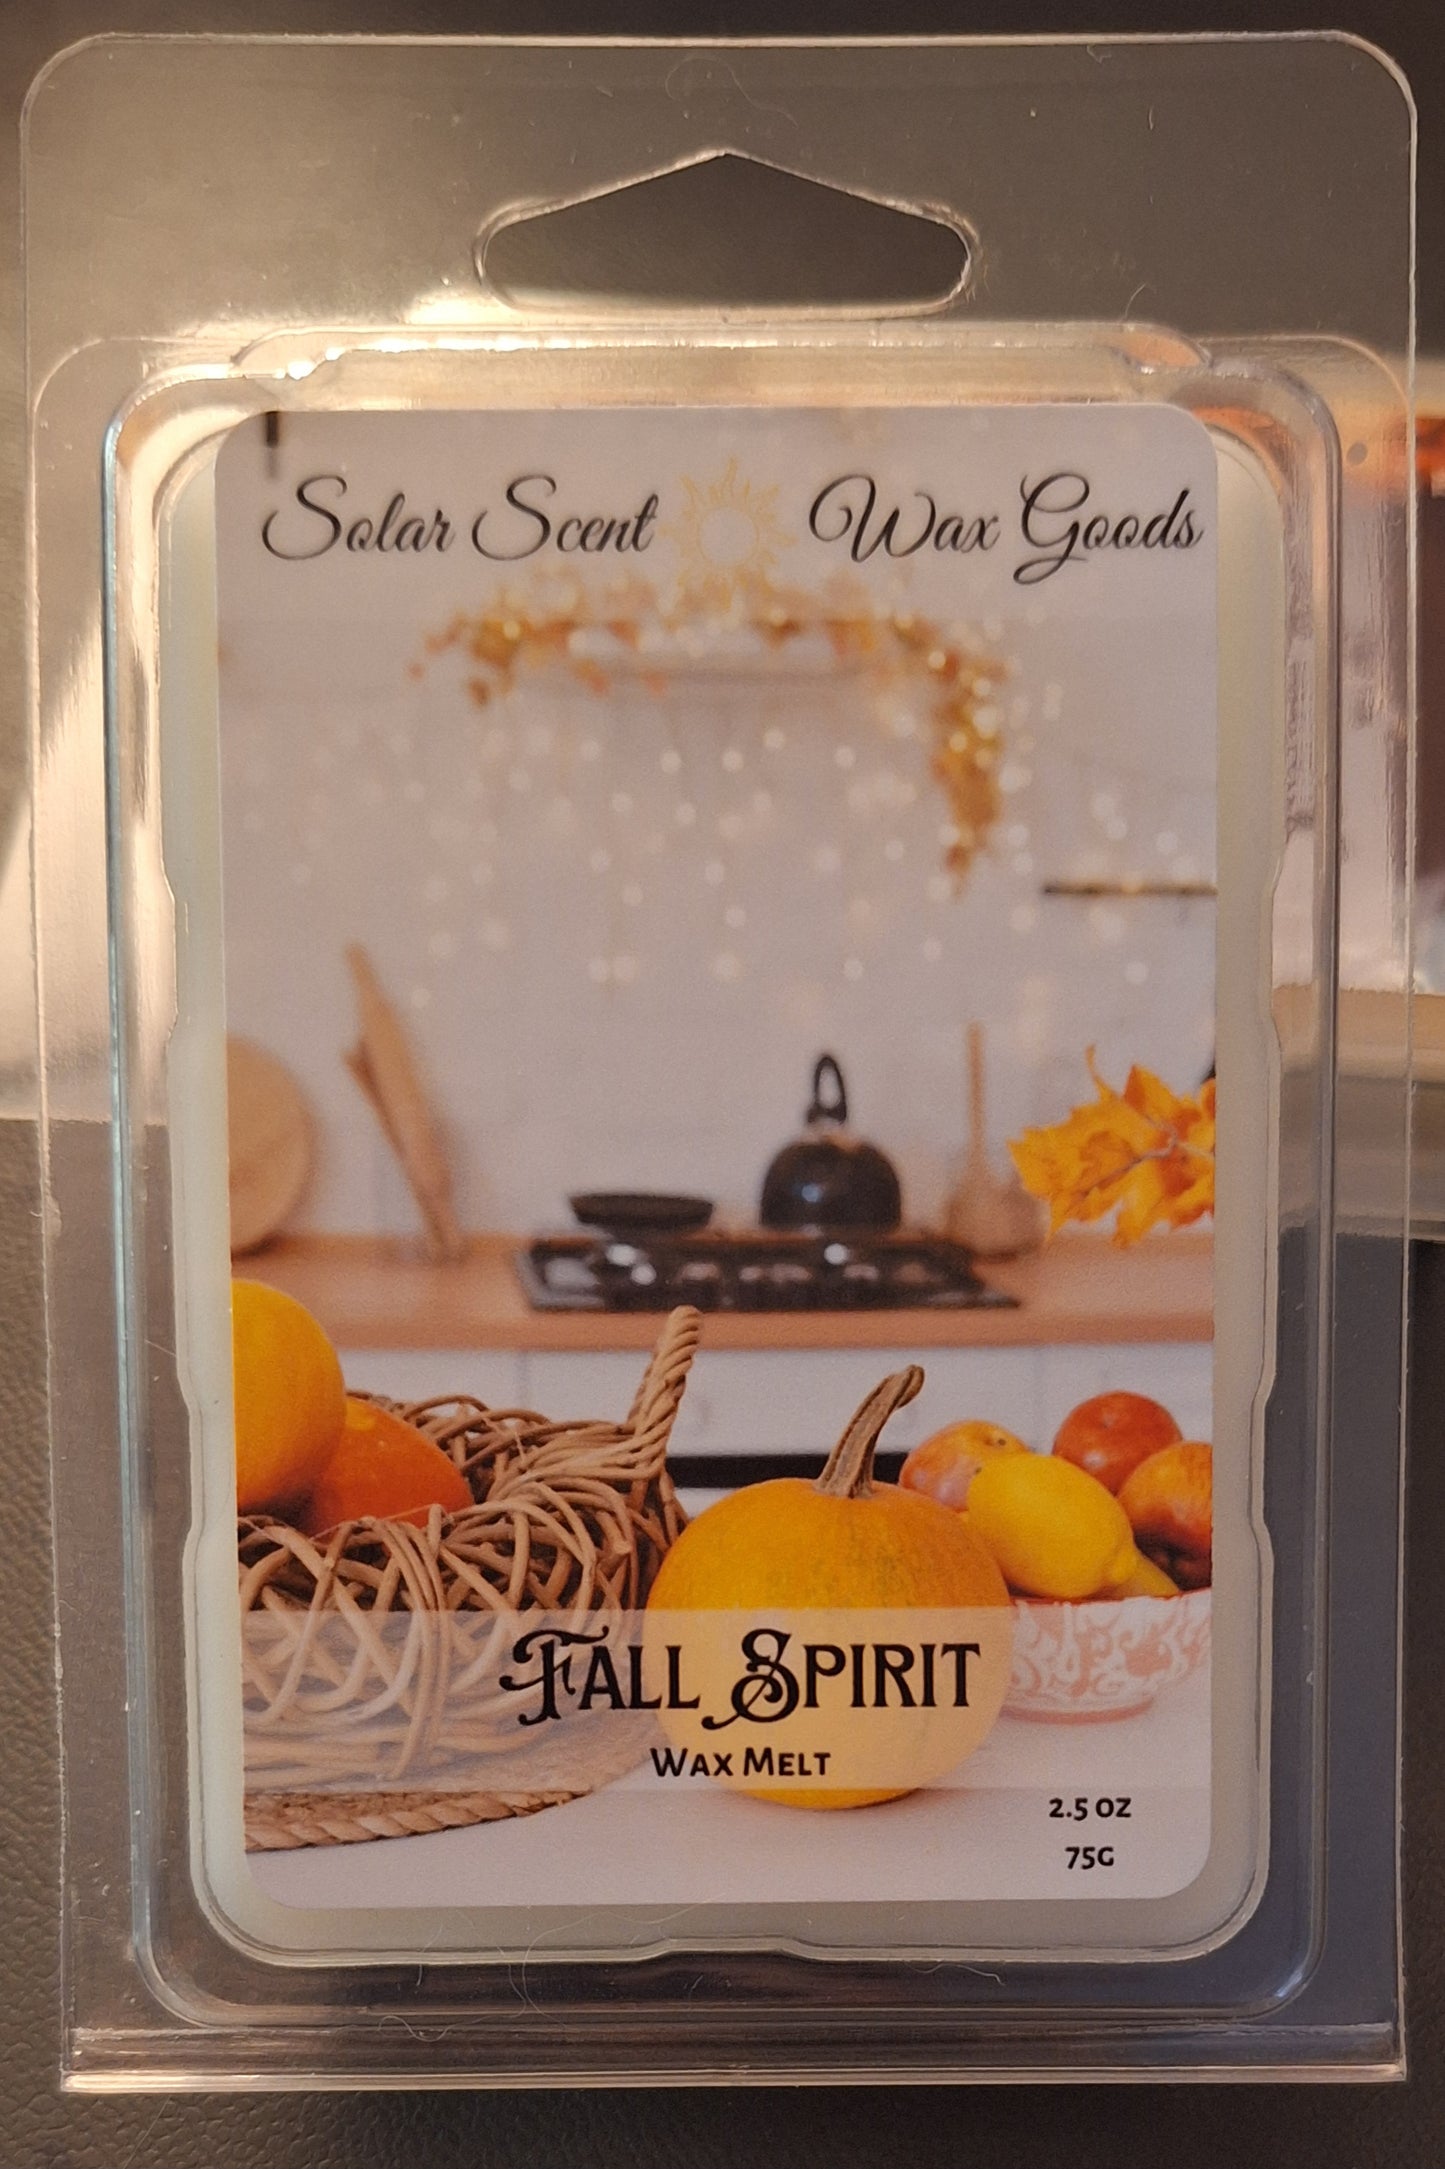 Solar Scent Wax Goods
Fall Spirit
Wax Melt
2.5 oz
75g